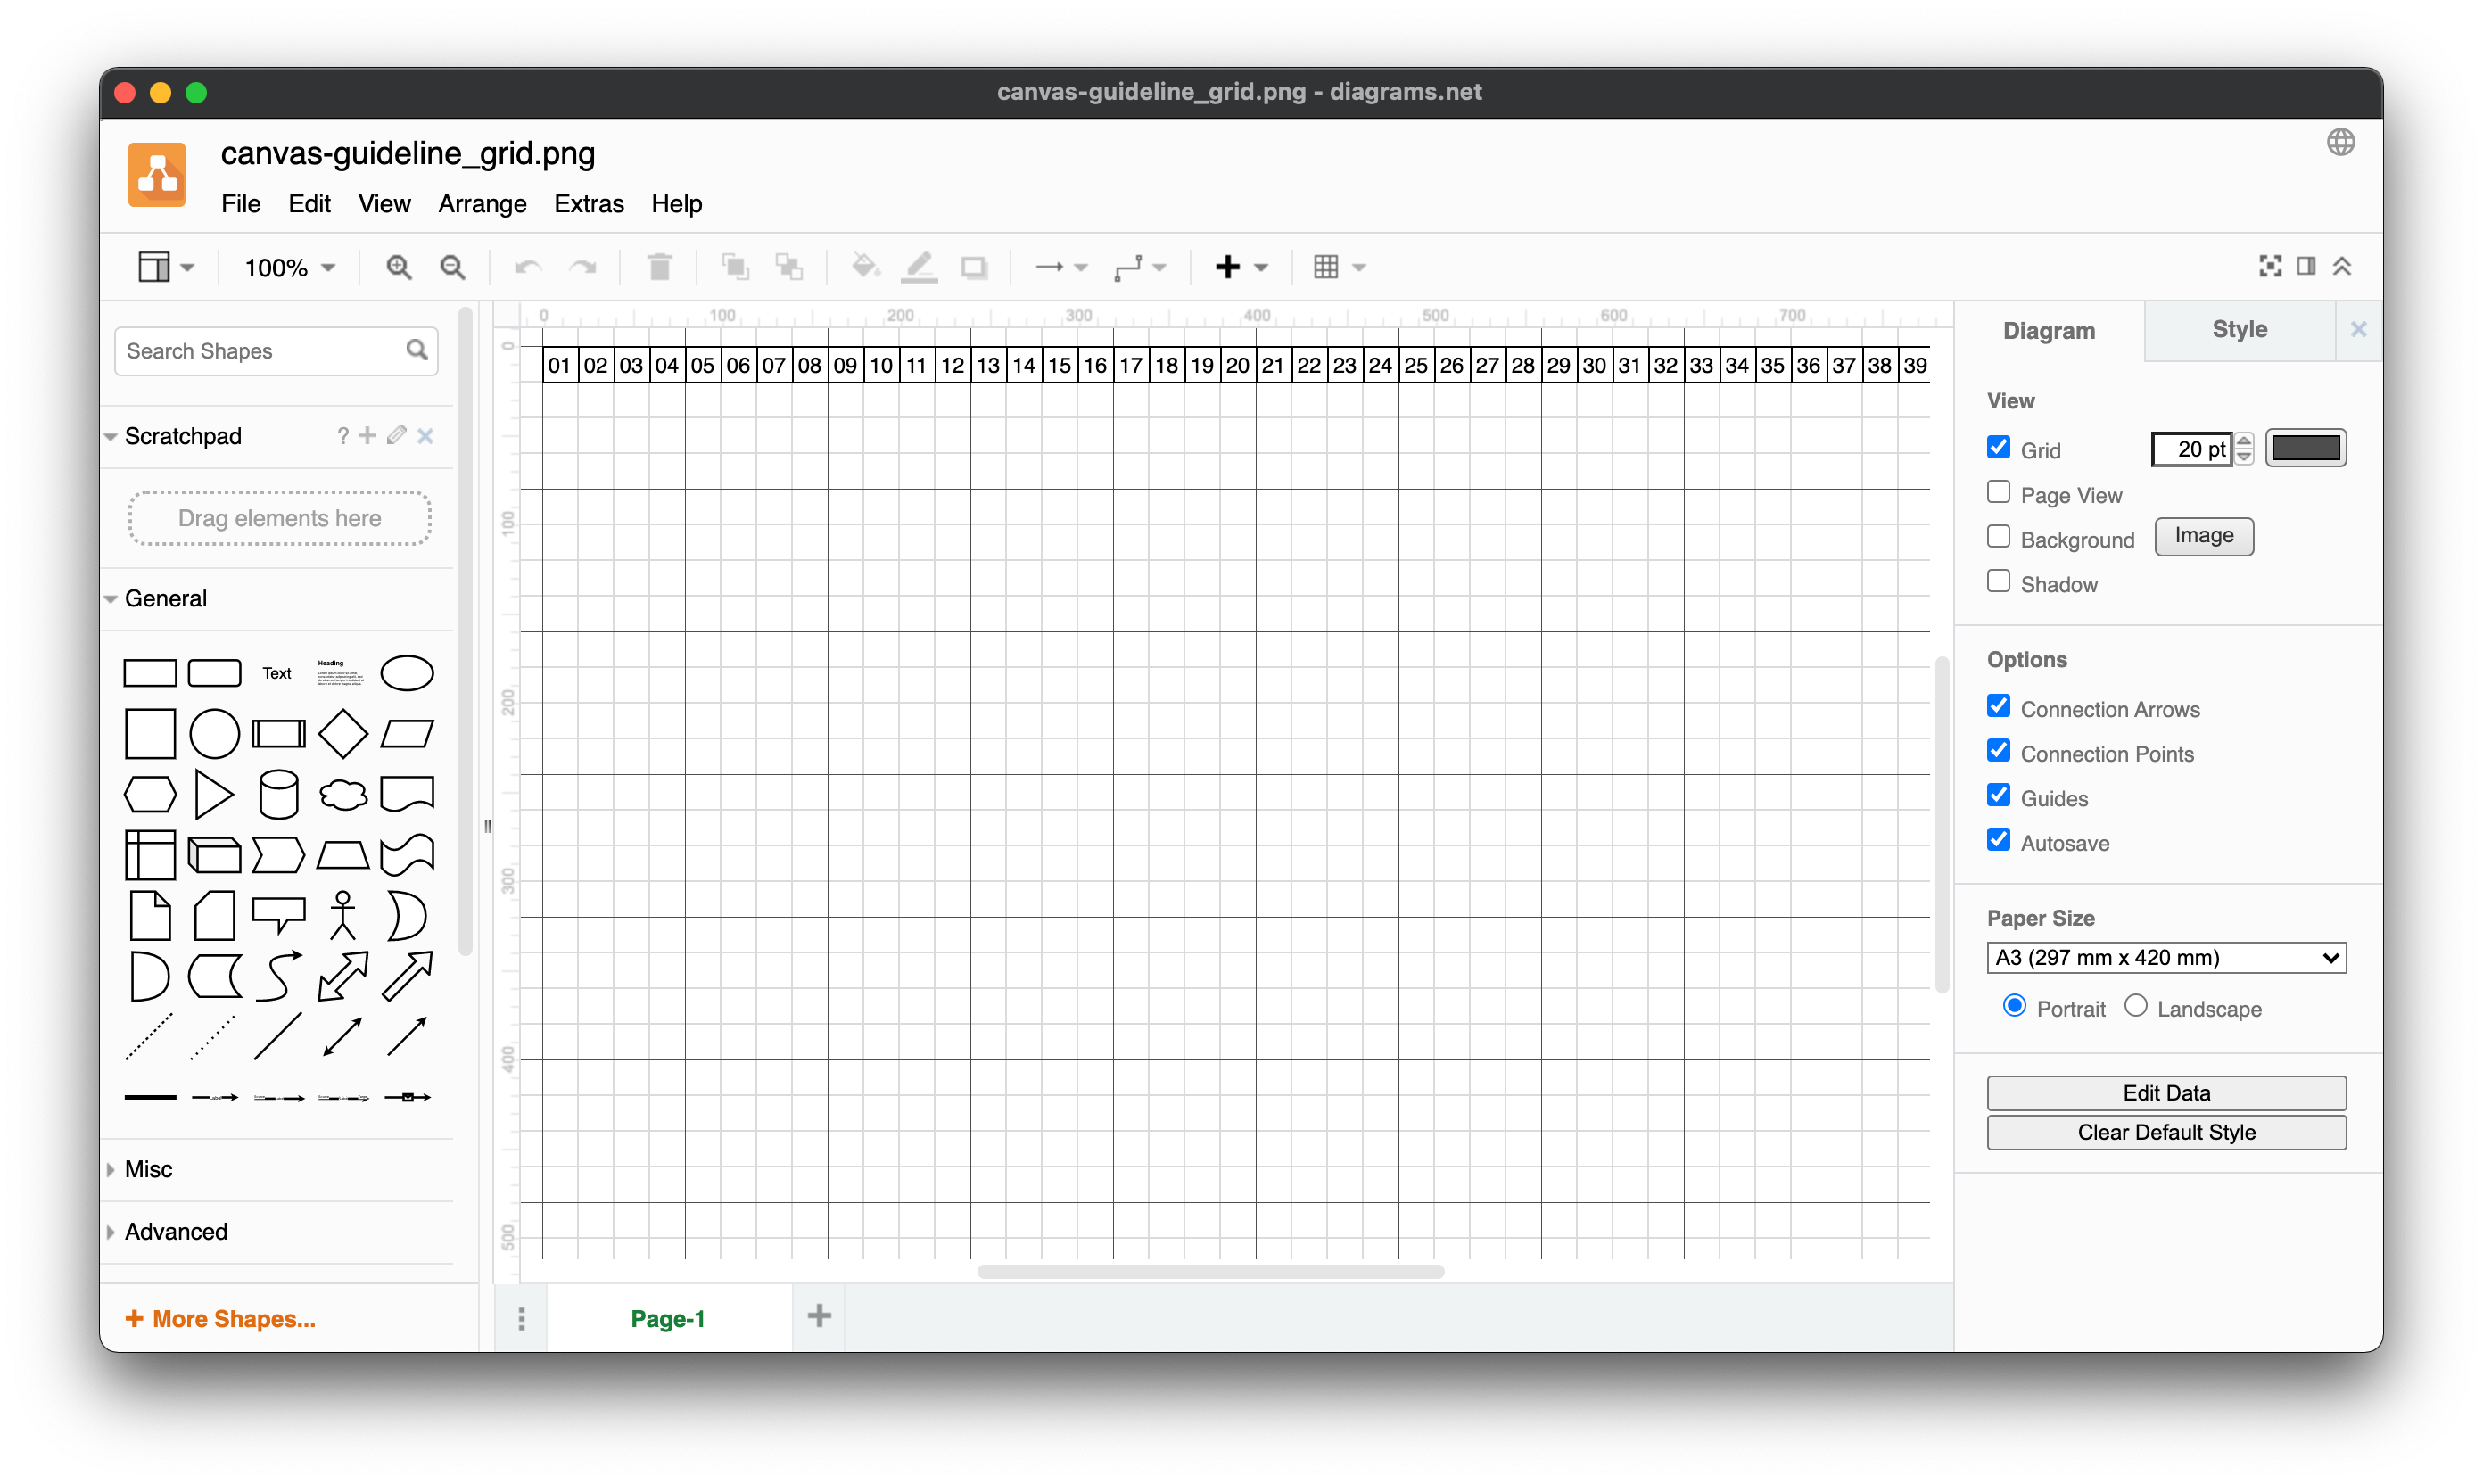 canvas-guideline_grid.png - diagrams.net
canvas-guideline_grid.png
File Edit View Arrange Extras Help
100%
Search Shapes
Scratchpad ?
Drag elements here
General
Text
Heading
Misc
Advanced
+ More Shapes...
0 100 200 300 400 500 600 700
01 02 03 04 05 06 07 08 09 10 11 12 13 14 15 16 17 18 19 20 21 22 23 24 25 26 27 28 29 30 31 32 33 34 35 36 37 38 39
0
100
200
300
400
500
Page-1
Diagram Style
View
Grid 20 pt
Page View
Background Image
Shadow
Options
Connection Arrows
Connection Points
Guides
Autosave
Paper Size
A3 (297 mm x 420 mm)
Portrait Landscape
Edit Data
Clear Default Style